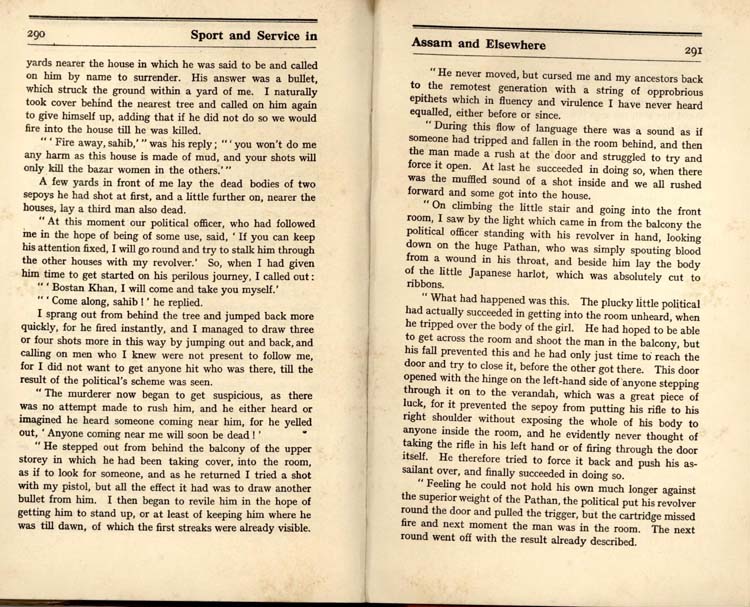 290
Sport and Service in
yards nearer the house in which he was said to be and called
on him by name to surrender. His answer was a bullet,
which struck the ground within a yard of me. I naturally
took cover behind the nearest tree and called on him again
to give himself up, adding that if he did not do so we would
fire into the house till he was killed.
"'Fire away, sahib,'" was his reply; "'you won't do me
any harm as this house is made of mud, and your shots will
only kill the bazar women in the others.'"
A few yards in front of me lay the dead bodies of two
sepoys he had shot at first, and a little further on, nearer the
houses, lay a third man also dead.
"At this moment our political officer, who had followed
me in the hope of being of some use, said, 'If you can keep
his attention fixed, I will go round and try to stalk him through
the other houses with my revolver.' So, when I had given
him time to get started on his perilous journey, I called out:
"'Bostan Khan, I will come and take you myself.'
"'Come along, sahib!' he replied.
I sprang out from behind the tree and jumped back more
quickly, for he fired instantly, and I managed to draw three
or four shots more in this way by jumping out and back, and
calling on men who I knew were not present to follow me,
for I did not want to get anyone hit who was there, till the
result of the political's scheme was seen.
"The murderer now began to get suspicious, as there
was no attempt made to rush him, and he either heard or
imagined he heard someone coming near him, for he yelled
out, 'Anyone coming near me will soon be dead!'
"He stepped out from behind the balcony of the upper
storey in which he had been taking cover, into the room,
as if to look for someone, and as he returned I tried a shot
with my pistol, but all the effect it had was to draw another
bullet from him. I then began to revile him in the hope of
getting him to stand up, or at least of keeping him where he
was till dawn, of which the first streaks were already visible.
Assam and Elsewhere
291
"He never moved, but cursed me and my ancestors back
to the remotest generation with a string of opprobrious
epithets which in fluency and virulence I have never heard
equalled, either before or since.
"During this flow of language there was a sound as if
someone had tripped and fallen in the room behind, and then
the man made a rush at the door and struggled to try and
force it open. At last he succeeded in doing so, when there
was the muffled sound of a shot inside and we all rushed
forward and some got into the house.
"On climbing the little stair and going into the front
room, I saw by the light which came in from the balcony the
political officer standing with his revolver in hand, looking
down on the huge Pathan, who was simply spouting blood
from a wound in his throat, and beside him lay the body
of the little Japanese harlot, which was absolutely cut to
ribbons.
"What had happened was this. The plucky little political
had actually succeeded in getting into the room unheard, when
he tripped over the body of the girl. He had hoped to be able
to get across the room and shoot the man in the balcony, but
his fall prevented this and he had only just time to reach the
door and try to close it, before the other got there. This door
opened with the hinge on the left-hand side of anyone stepping
through it on to the verandah, which was a great piece of
luck, for it prevented the sepoy from putting his rifle to his
right shoulder without exposing the whole of his body to
anyone inside the room, and he evidently never thought of
taking the rifle in his left hand or of firing through the door
itself. He therefore tried to force it back and push his as-
sailant over, and finally succeeded in doing so.
"Feeling he could not hold his own much longer against
the superior weight of the Pathan, the political put his revolver
round the door and pulled the trigger, but the cartridge missed
fire and next moment the man was in the room. The next
round went off with the result already described.